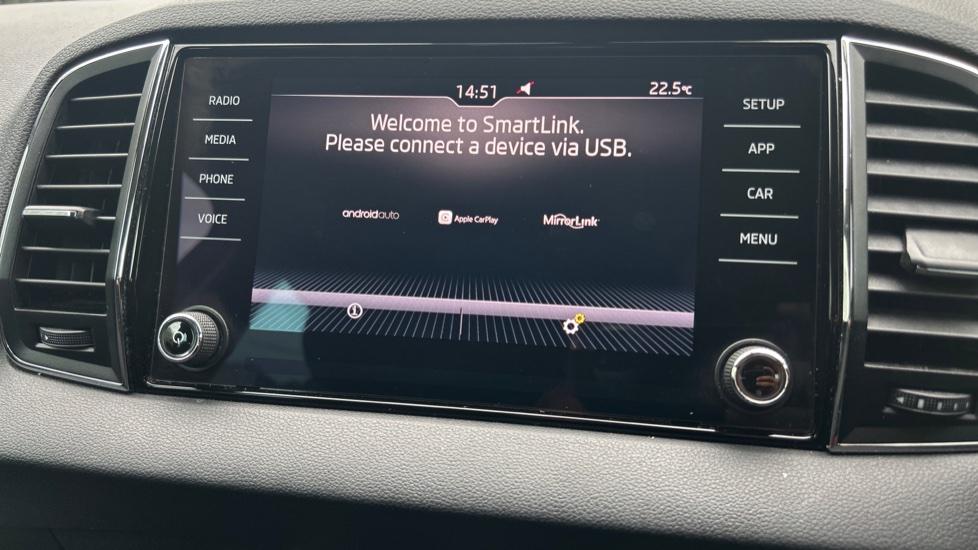 14:51 22.5°C
Welcome to SmartLink.
Please connect a device via USB.
androidauto
Apple CarPlay
MirrorLink
RADIO
MEDIA
PHONE
VOICE
SETUP
APP
CAR
MENU